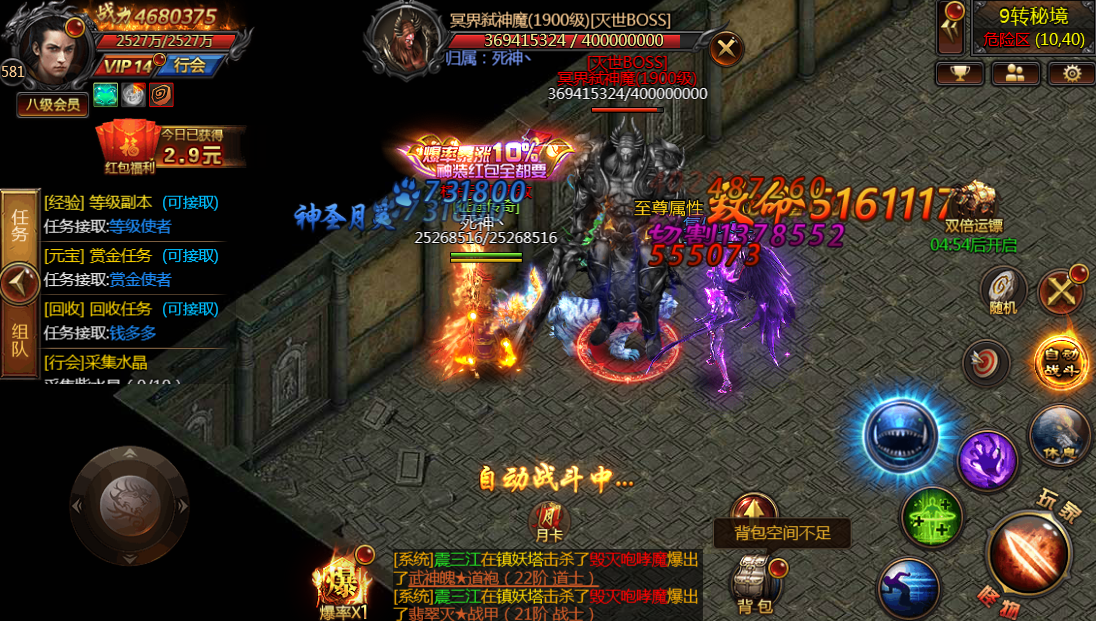 战力4680375
2527万/2527万
VIP 14
行会
581
八级会员
今日已获得
2.9元
红包福利
冥界弑神魔(1900级)[灭世BOSS]
369415324 / 400000000
归属：死神丶
[灭世BOSS]
冥界弑神魔(1900级)
369415324/400000000
9转秘境
危险区 (10,40)
任务
组队
[经验] 等级副本 (可接取)
任务接取:等级使者
[元宝] 赏金任务 (可接取)
任务接取:赏金使者
[回收] 回收任务 (可接取)
任务接取:钱多多
[行会]采集水晶
爆率暴涨10%
神装红包全都要
731800
神圣月灵
死神丶
25268516/25268516
至尊属性
487260
致命5161117
切割1378552
555073
双倍运镖
04:54后开启
随机
自动战斗
休息
玩家
怪物
自动战斗中...
月卡
背包空间不足
背包
爆
爆率X1
[系统]震三江在镇妖塔击杀了毁灭咆哮魔爆出
了武神魄★道袍（22阶 道士）
[系统]震三江在镇妖塔击杀了毁灭咆哮魔爆出
了翡翠灭★战甲（21阶 战士）